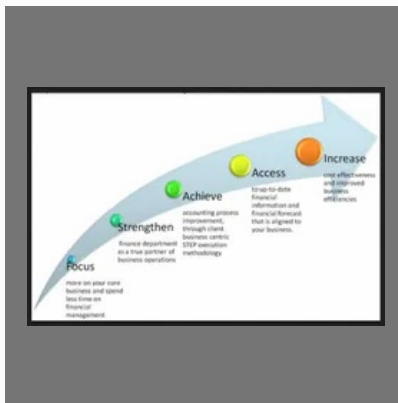 Focus
more on your core
business and spend
less time on
financial
management
Strengthen
finance department
as a true partner of
business operations
Achieve
accounting process
improvement,
through client
business centric
STEP execution
methodology
Access
to up-to-date
financial
information and
financial forecast
that is aligned to
your business.
Increase
cost effectiveness
and improved
business
efficiencies